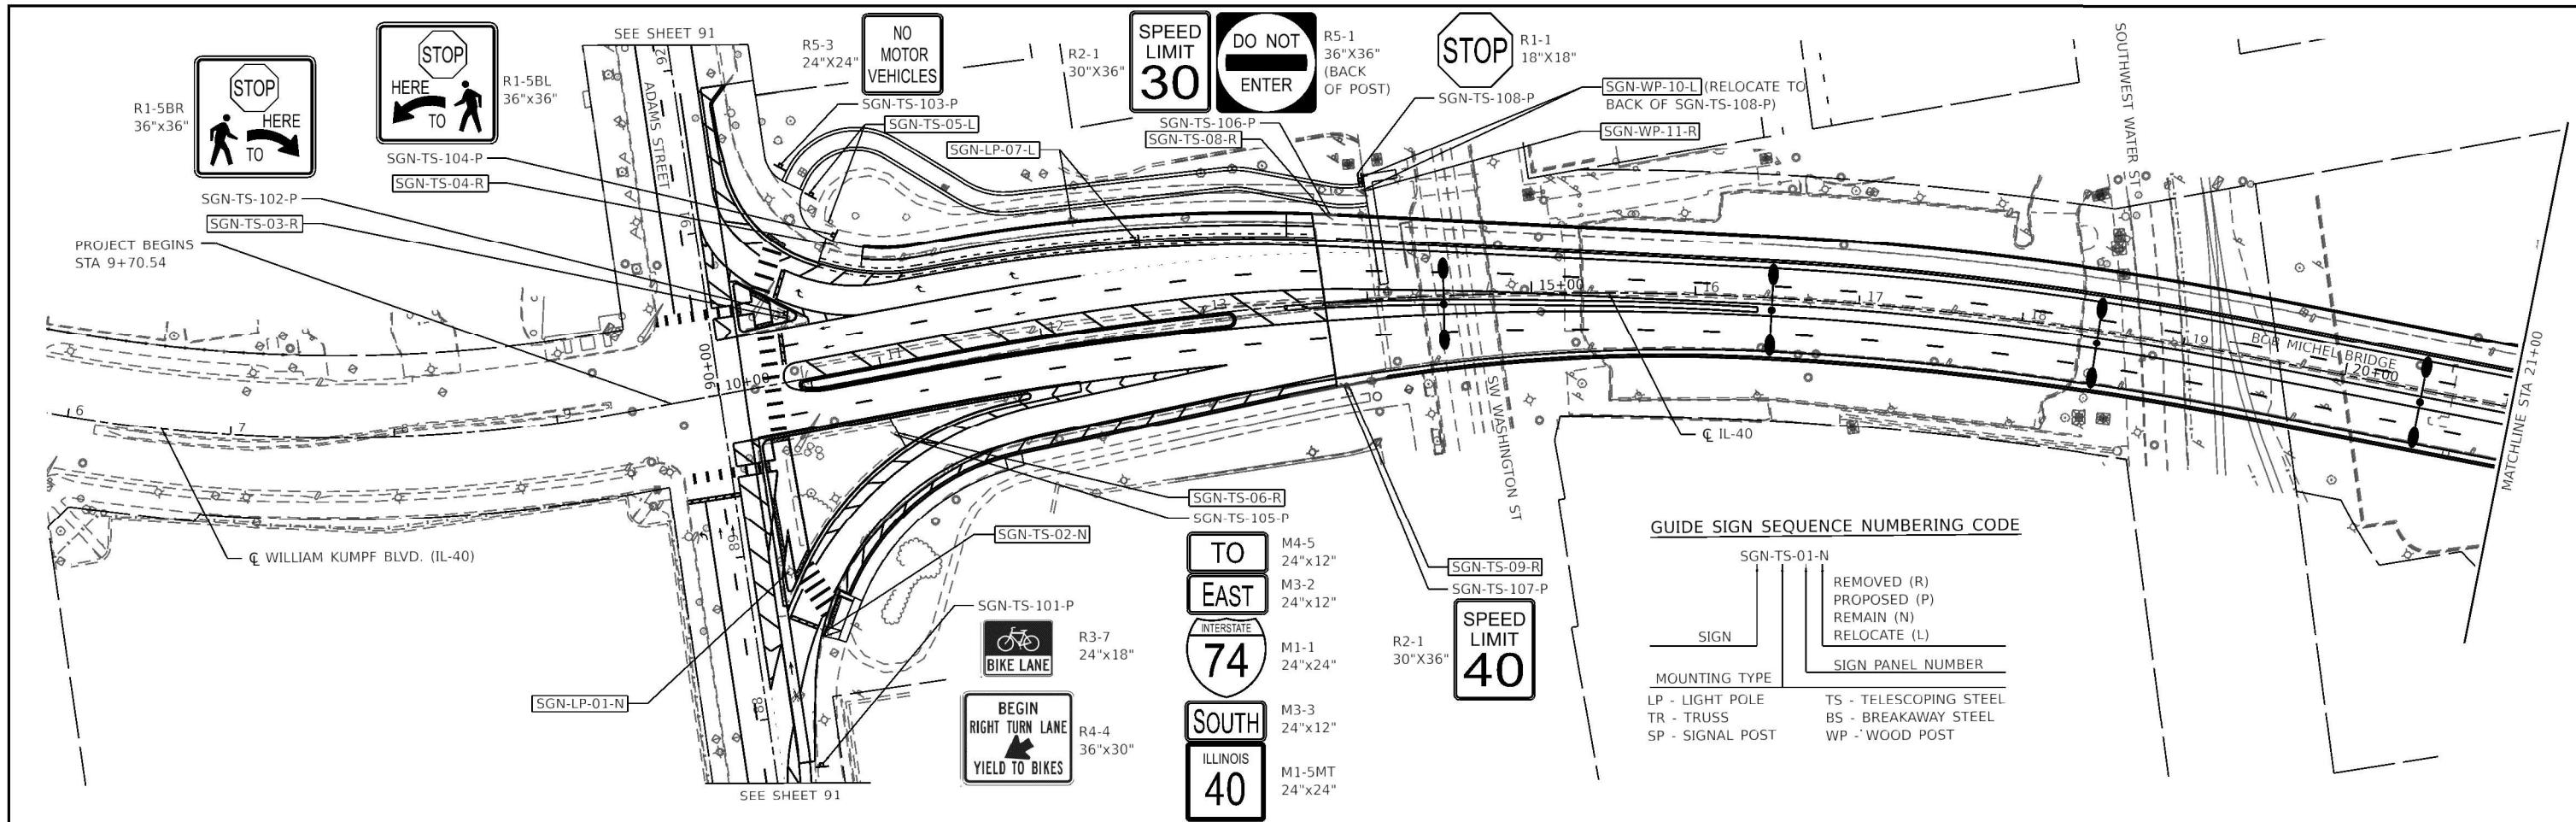 SEE SHEET 91
STOP
HERE
TO
R1-5BR
36"x36"
STOP
HERE
TO
R1-5BL
36"x36"
R5-3
24"X24"
NO
MOTOR
VEHICLES
SGN-TS-103-P
SGN-TS-05-L
R2-1
30"X36"
SPEED
LIMIT
30
DO NOT
ENTER
R5-1
36"X36"
(BACK
OF POST)
STOP
R1-1
18"X18"
SGN-TS-108-P
SGN-WP-10-L (RELOCATE TO
BACK OF SGN-TS-108-P)
SGN-WP-11-R
SGN-TS-106-P
SGN-TS-08-R
SGN-LP-07-L
SGN-TS-104-P
SGN-TS-04-R
SGN-TS-102-P
SGN-TS-03-R
PROJECT BEGINS
STA 9+70.54
ADAMS STREET
92
91
90+00
89
88
SOUTHWEST WATER ST
SW WASHINGTON ST
6
7
8
9
10+00
11
12
13
15+00
16
17
18
19
20+00
BOB MICHEL BRIDGE
MATCHLINE STA 21+00
℄ IL-40
℄ WILLIAM KUMPF BLVD. (IL-40)
SGN-TS-06-R
SGN-TS-105-P
SGN-TS-02-N
SGN-TS-101-P
SGN-LP-01-N
SEE SHEET 91
BIKE LANE
R3-7
24"x18"
BEGIN
RIGHT TURN LANE
YIELD TO BIKES
R4-4
36"x30"
TO
M4-5
24"x12"
EAST
M3-2
24"x12"
INTERSTATE
74
M1-1
24"x24"
SOUTH
M3-3
24"x12"
ILLINOIS
40
M1-5MT
24"x24"
SGN-TS-09-R
SGN-TS-107-P
R2-1
30"X36"
SPEED
LIMIT
40
GUIDE SIGN SEQUENCE NUMBERING CODE
SGN-TS-01-N
REMOVED (R)
PROPOSED (P)
REMAIN (N)
RELOCATE (L)
SIGN
SIGN PANEL NUMBER
MOUNTING TYPE
LP - LIGHT POLE
TR - TRUSS
SP - SIGNAL POST
TS - TELESCOPING STEEL
BS - BREAKAWAY STEEL
WP - WOOD POST